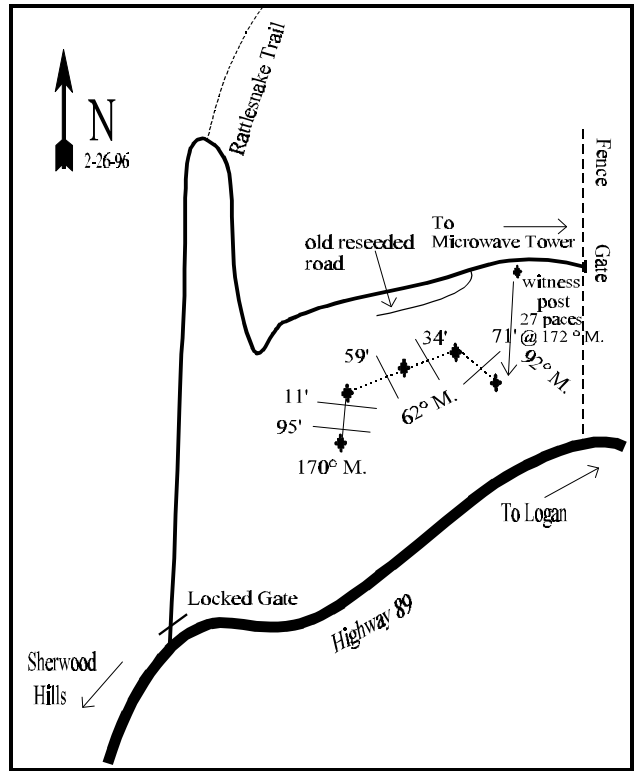 Rattlesnake Trail
N
2-26-96
Fence
Gate
To
Microwave Tower
old reseeded
road
witness
post
27 paces
@ 172 ° M.
34'
71'
92° M.
59'
11'
62° M.
95'
170° M.
To Logan
Locked Gate
Highway 89
Sherwood
Hills